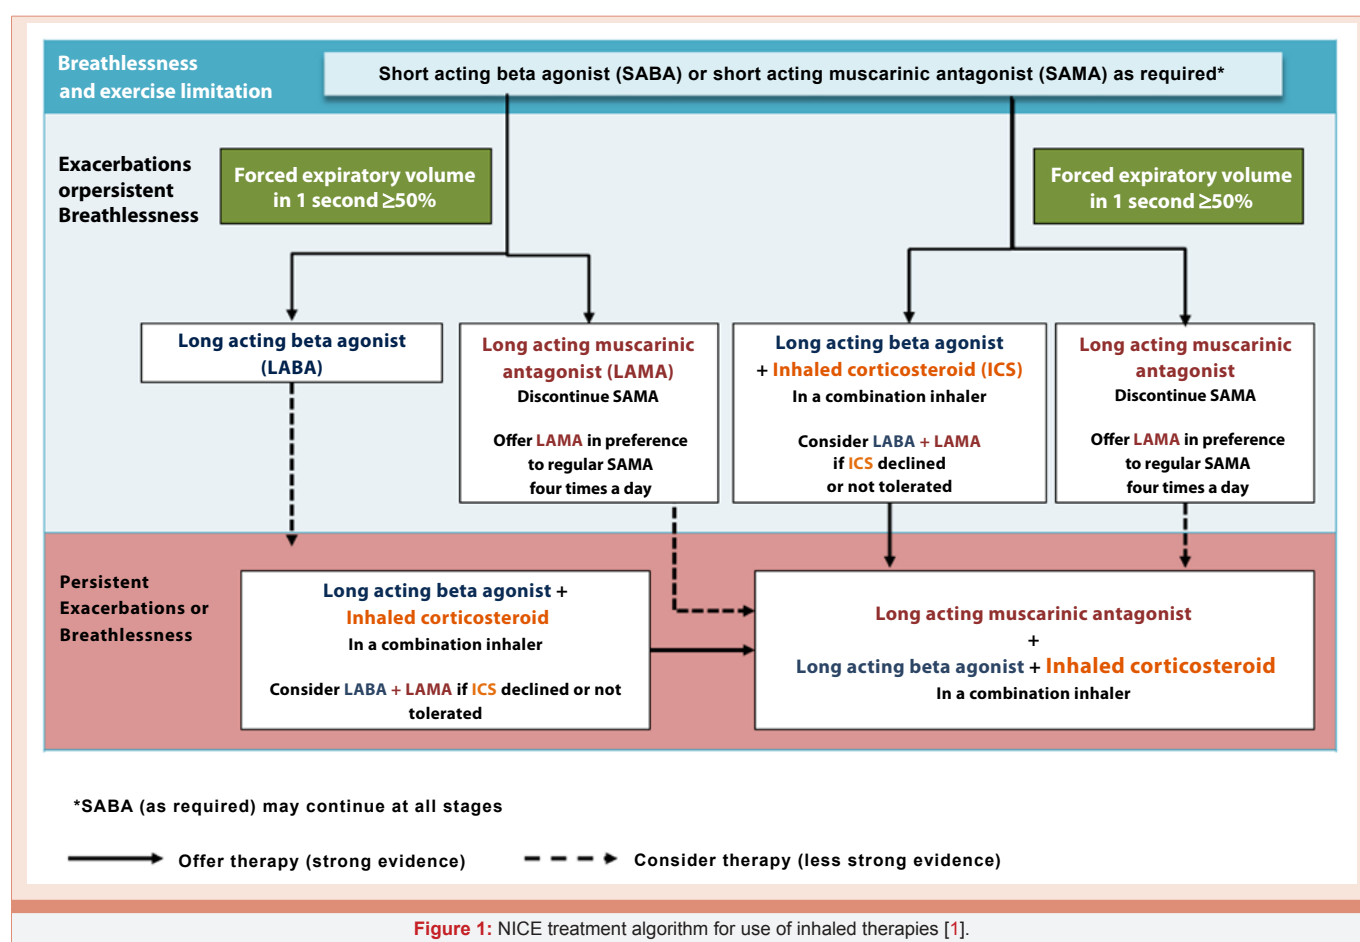 Breathlessness
and exercise limitation
Short acting beta agonist (SABA) or short acting muscarinic antagonist (SAMA) as required*
Exacerbations
orpersistent
Breathlessness
Forced expiratory volume
in 1 second ≥50%
Forced expiratory volume
in 1 second ≥50%
Long acting beta agonist
(LABA)
Long acting muscarinic
antagonist (LAMA)
Discontinue SAMA
Offer LAMA in preference
to regular SAMA
four times a day
Long acting beta agonist
+ Inhaled corticosteroid (ICS)
In a combination inhaler
Consider LABA + LAMA
if ICS declined
or not tolerated
Long acting muscarinic
antagonist
Discontinue SAMA
Offer LAMA in preference
to regular SAMA
four times a day
Persistent
Exacerbations or
Breathlessness
Long acting beta agonist +
Inhaled corticosteroid
In a combination inhaler
Consider LABA + LAMA if ICS declined or not
tolerated
Long acting muscarinic antagonist
+
Long acting beta agonist + Inhaled corticosteroid
In a combination inhaler
*SABA (as required) may continue at all stages
Offer therapy (strong evidence)
Consider therapy (less strong evidence)
Figure 1: NICE treatment algorithm for use of inhaled therapies [1].